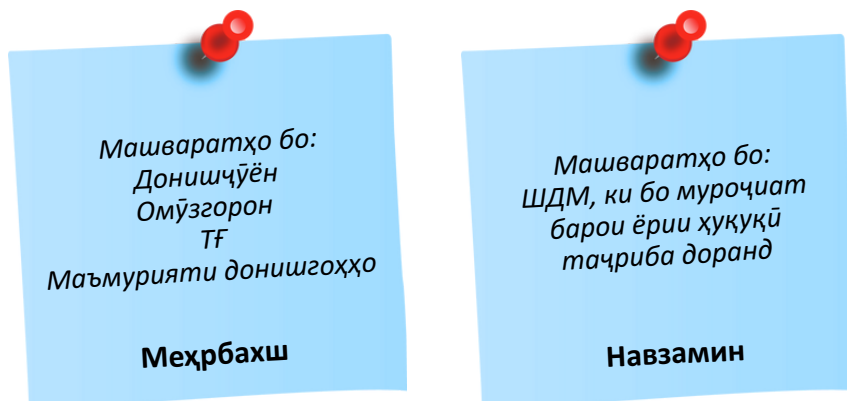 Машваратҳо бо:
Донишҷӯён
Омӯзгорон
ТҒ
Маъмурияти донишгоҳҳо
Меҳрбахш
Машваратҳо бо:
ШДМ, ки бо муроҷиат
барои ёрии ҳуқуқӣ
таҷриба доранд
Навзамин